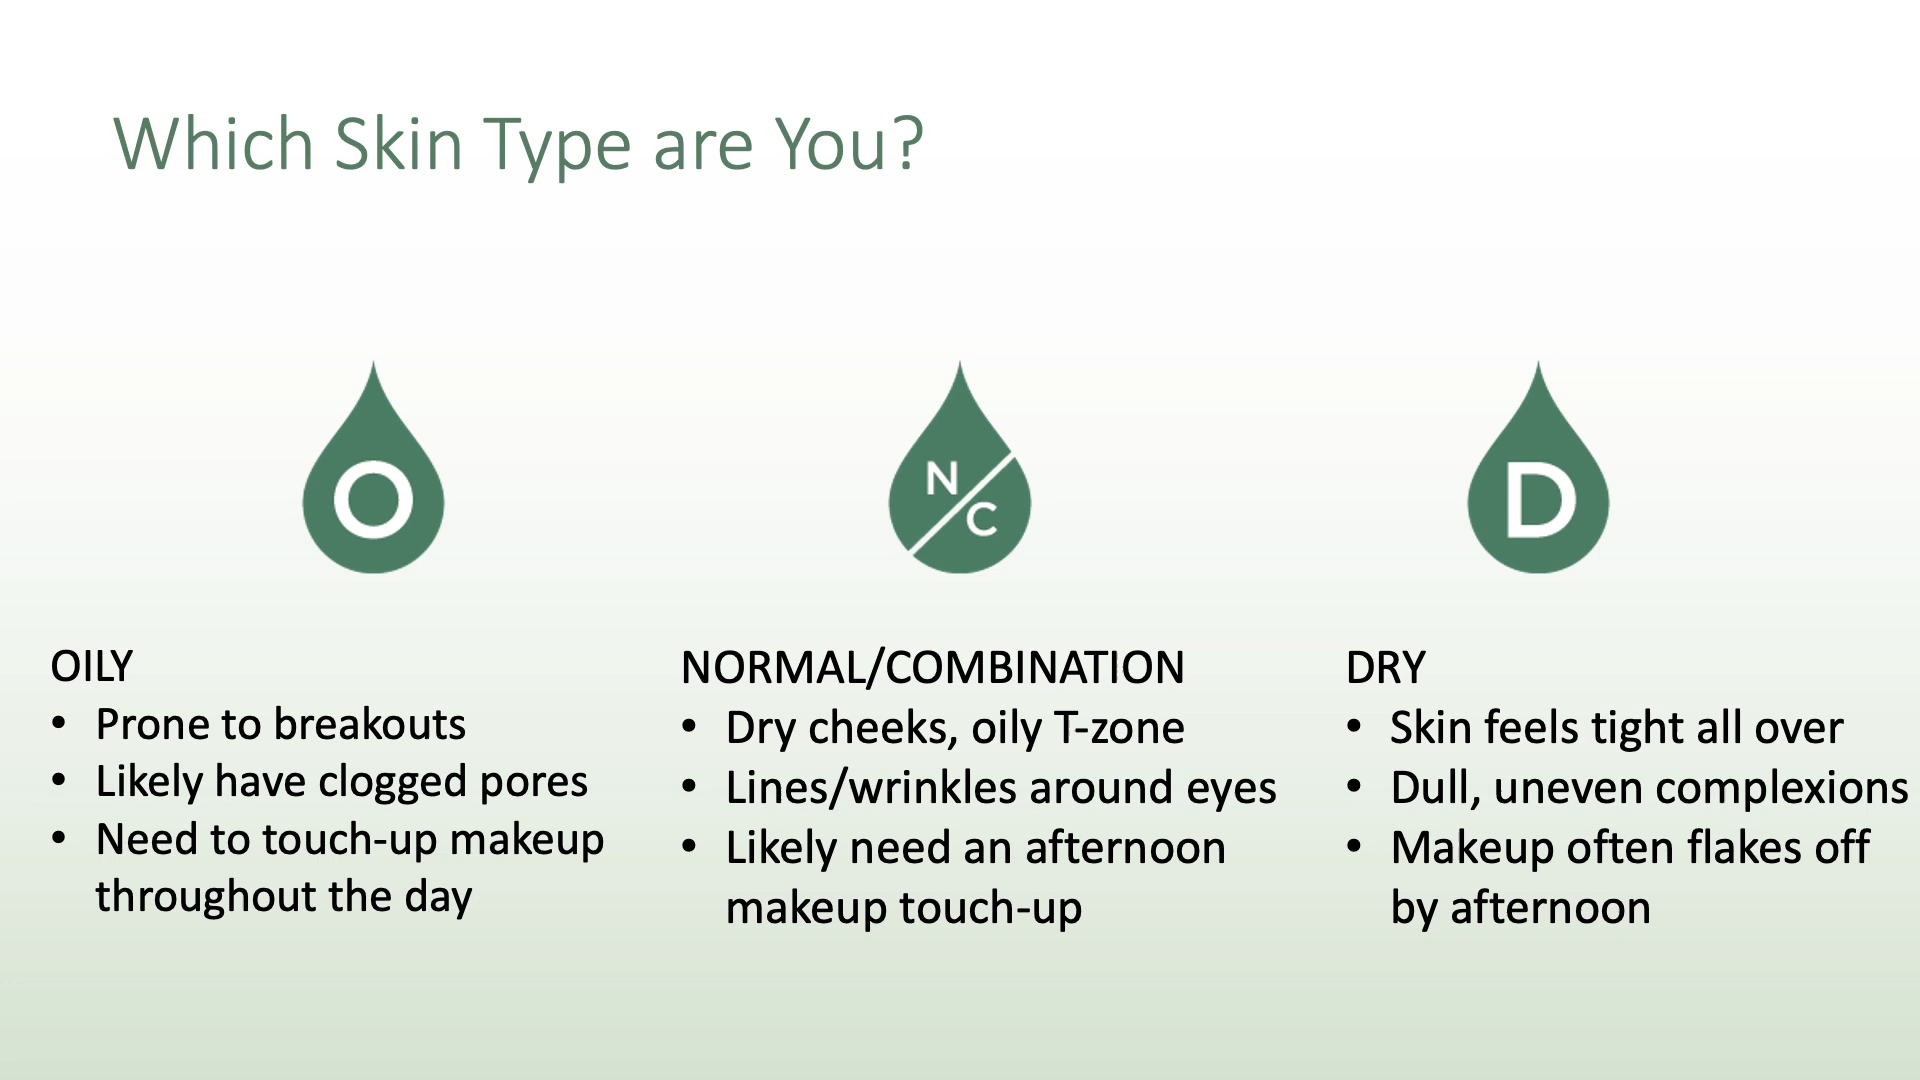 Which Skin Type are You?
O
N
C
D
OILY
• Prone to breakouts
• Likely have clogged pores
• Need to touch-up makeup
throughout the day
NORMAL/COMBINATION
• Dry cheeks, oily T-zone
• Lines/wrinkles around eyes
• Likely need an afternoon
makeup touch-up
DRY
• Skin feels tight all over
• Dull, uneven complexions
• Makeup often flakes off
by afternoon